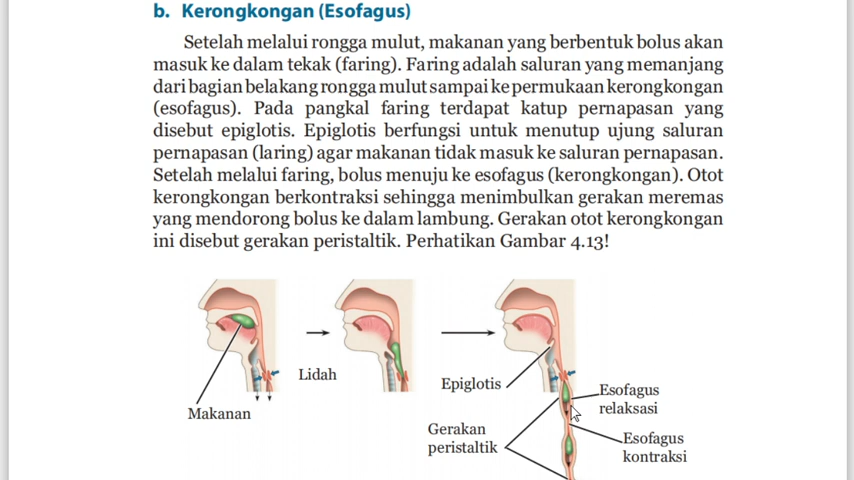 b. Kerongkongan (Esofagus)
Setelah melalui rongga mulut, makanan yang berbentuk bolus akan
masuk ke dalam tekak (faring). Faring adalah saluran yang memanjang
dari bagian belakang rongga mulut sampai ke permukaan kerongkongan
(esofagus). Pada pangkal faring terdapat katup pernapasan yang
disebut epiglotis. Epiglotis berfungsi untuk menutup ujung saluran
pernapasan (laring) agar makanan tidak masuk ke saluran pernapasan.
Setelah melalui faring, bolus menuju ke esofagus (kerongkongan). Otot
kerongkongan berkontraksi sehingga menimbulkan gerakan meremas
yang mendorong bolus ke dalam lambung. Gerakan otot kerongkongan
ini disebut gerakan peristaltik. Perhatikan Gambar 4.13!
Makanan
Lidah
Epiglotis
Gerakan
peristaltik
Esofagus
relaksasi
Esofagus
kontraksi